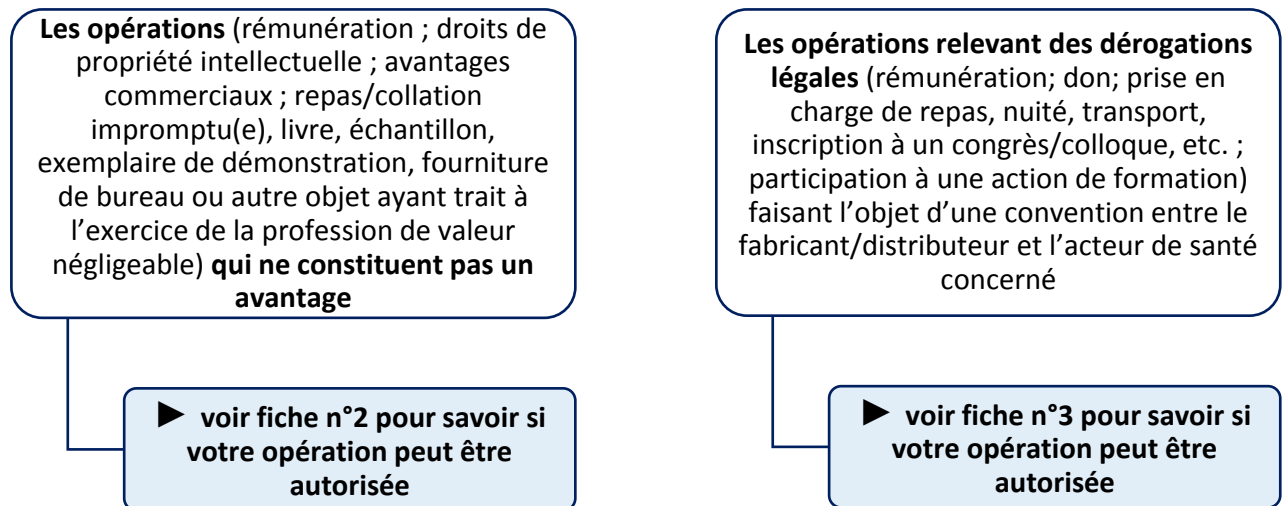 Les opérations (rémunération ; droits de
propriété intellectuelle ; avantages
commerciaux ; repas/collation
impromptu(e), livre, échantillon,
exemplaire de démonstration, fourniture
de bureau ou autre objet ayant trait à
l’exercice de la profession de valeur
négligeable) qui ne constituent pas un
avantage
► voir fiche n°2 pour savoir si
votre opération peut être
autorisée
Les opérations relevant des dérogations
légales (rémunération; don; prise en
charge de repas, nuité, transport,
inscription à un congrès/colloque, etc. ;
participation à une action de formation)
faisant l’objet d’une convention entre le
fabricant/distributeur et l’acteur de santé
concerné
► voir fiche n°3 pour savoir si
votre opération peut être
autorisée